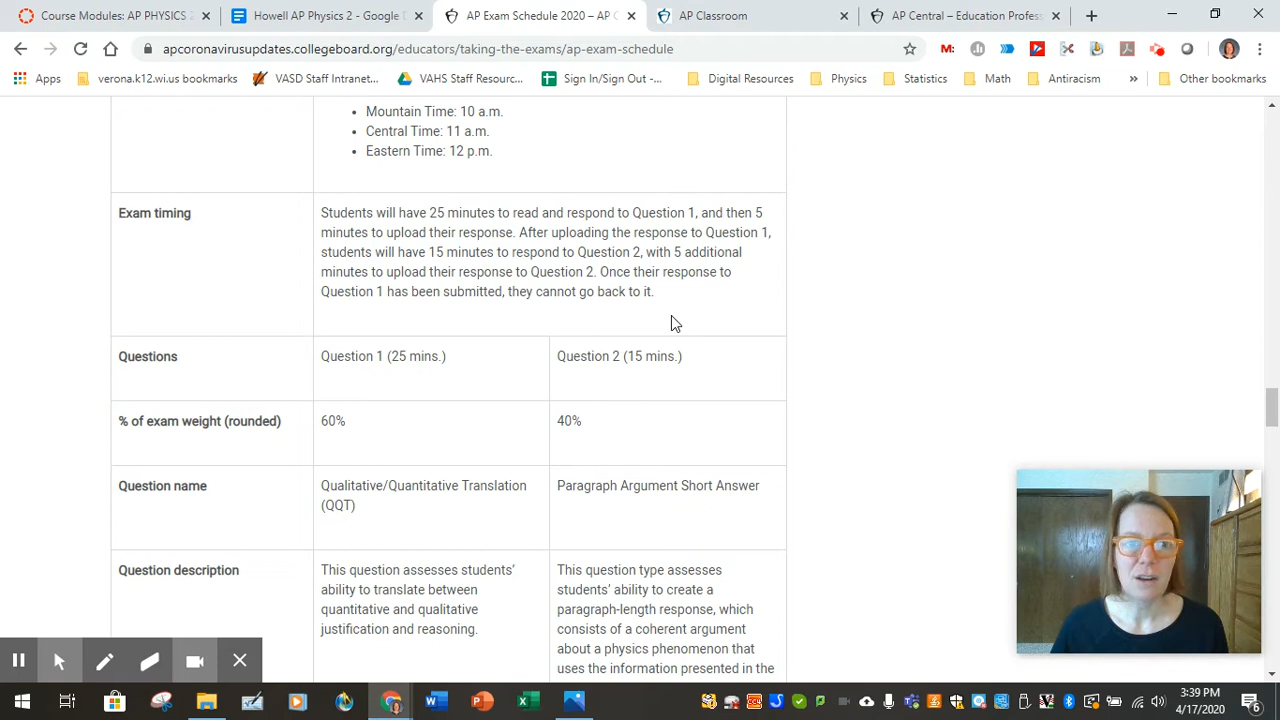 Course Modules: AP PHYSICS 2
Howell AP Physics 2 - Google
AP Exam Schedule 2020 – AP C
AP Classroom
AP Central – Education Profess
apcoronavirusupdates.collegeboard.org/educators/taking-the-exams/ap-exam-schedule
Apps
verona.k12.wi.us bookmarks
VASD Staff Intranet...
VAHS Staff Resourc...
Sign In/Sign Out -...
Digital Resources
Physics
Statistics
Math
Antiracism
»
Other bookmarks
• Mountain Time: 10 a.m.
• Central Time: 11 a.m.
• Eastern Time: 12 p.m.
Exam timing
Students will have 25 minutes to read and respond to Question 1, and then 5
minutes to upload their response. After uploading the response to Question 1,
students will have 15 minutes to respond to Question 2, with 5 additional
minutes to upload their response to Question 2. Once their response to
Question 1 has been submitted, they cannot go back to it.
Questions
Question 1 (25 mins.)
Question 2 (15 mins.)
% of exam weight (rounded)
60%
40%
Question name
Qualitative/Quantitative Translation
(QQT)
Paragraph Argument Short Answer
Question description
This question assesses students'
ability to translate between
quantitative and qualitative
justification and reasoning.
This question type assesses
students' ability to create a
paragraph-length response, which
consists of a coherent argument
about a physics phenomenon that
uses the information presented in the
3:39 PM
4/17/2020
6